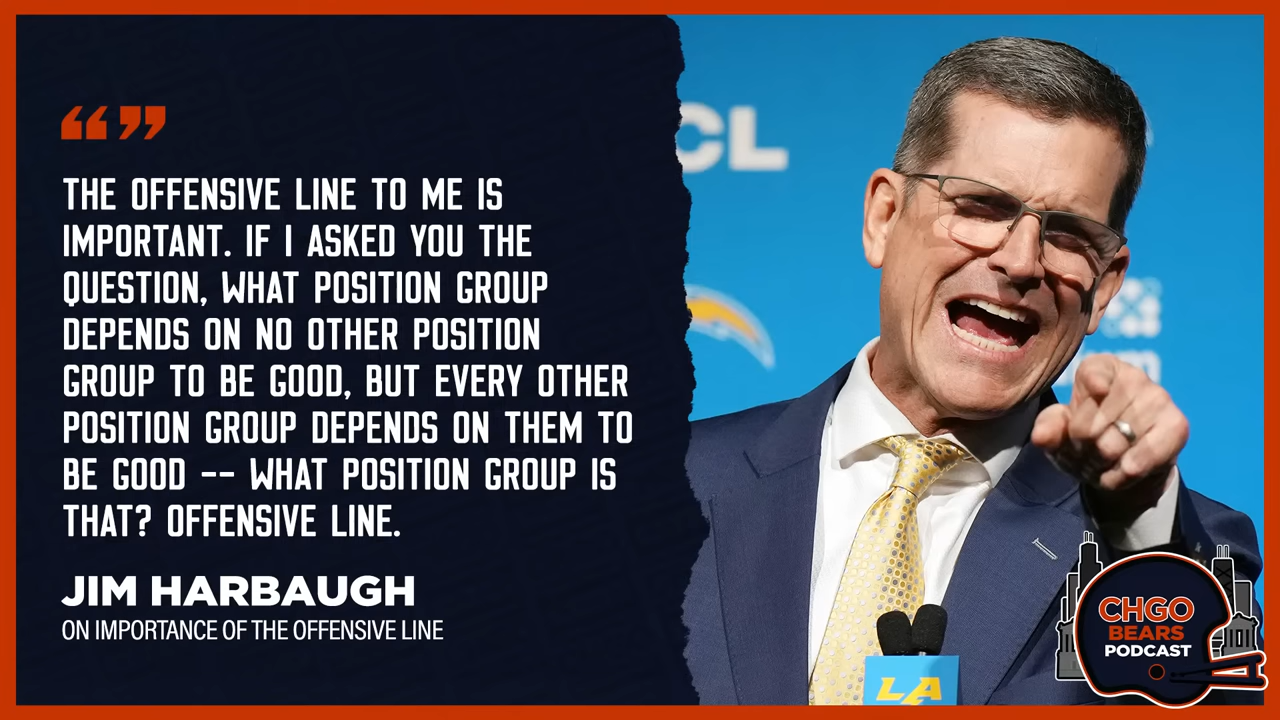 THE OFFENSIVE LINE TO ME IS
IMPORTANT. IF I ASKED YOU THE
QUESTION, WHAT POSITION GROUP
DEPENDS ON NO OTHER POSITION
GROUP TO BE GOOD, BUT EVERY OTHER
POSITION GROUP DEPENDS ON THEM TO
BE GOOD -- WHAT POSITION GROUP IS
THAT? OFFENSIVE LINE.
JIM HARBAUGH
ON IMPORTANCE OF THE OFFENSIVE LINE
CL
LA
CHGO
BEARS
PODCAST